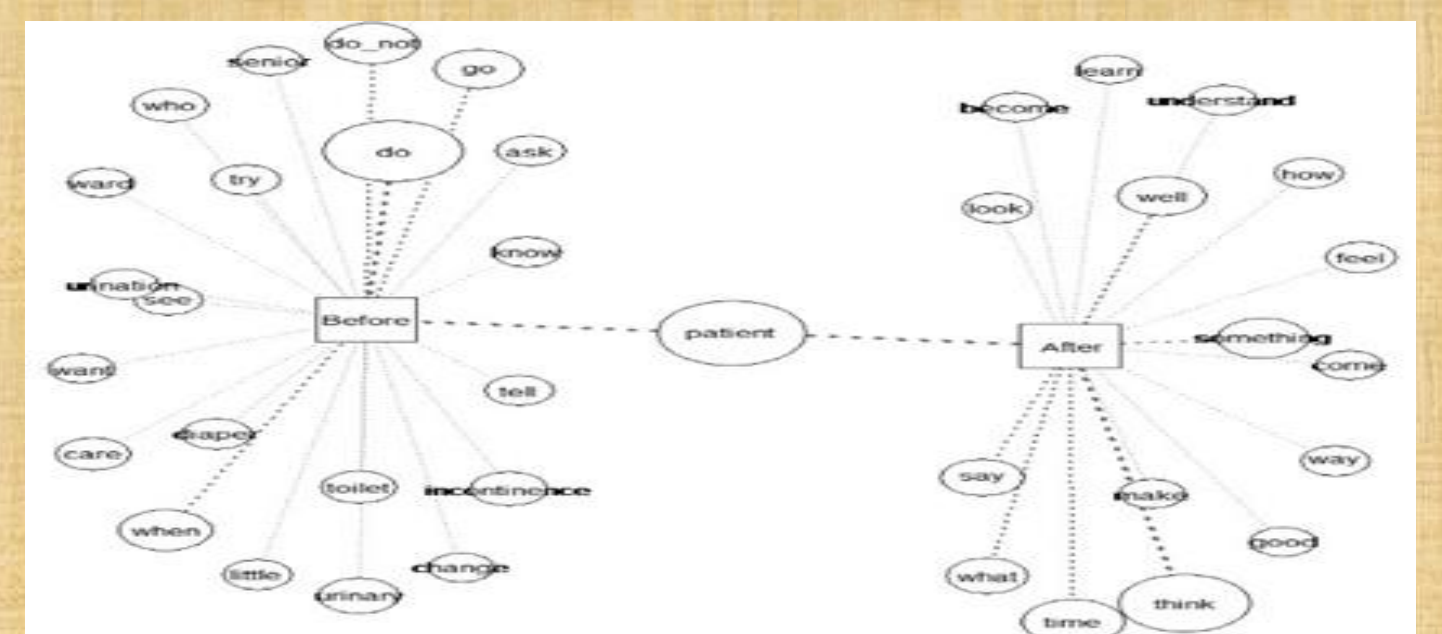 do_not
senior
go
who
do
ask
ward
try
know
urination
see
Before
want
tell
diaper
care
toilet
incontinence
when
little
change
urinary
patient
learn
become
understand
how
well
look
feel
something
After
come
way
say
make
good
what
think
time